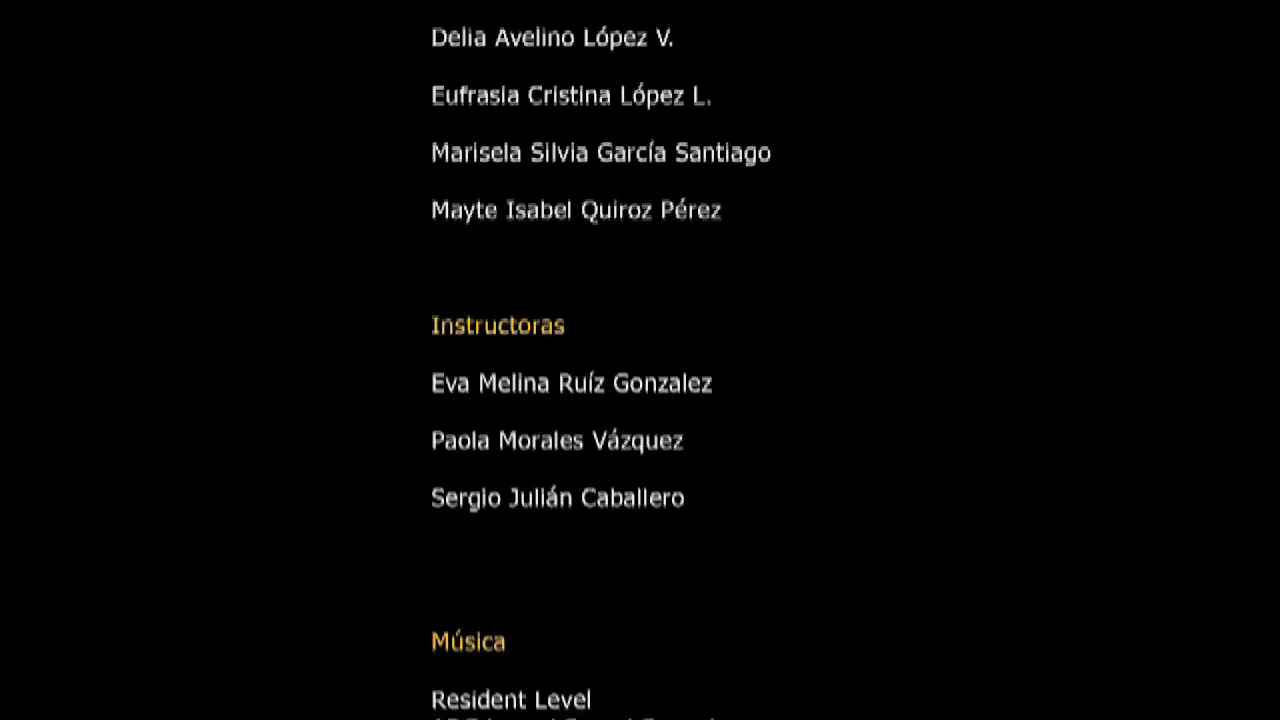 Delia Avelino López V.
Eufrasia Cristina López L.
Marisela Silvia García Santiago
Mayte Isabel Quiroz Pérez
Instructoras
Eva Melina Ruíz Gonzalez
Paola Morales Vázquez
Sergio Julián Caballero
Música
Resident Level